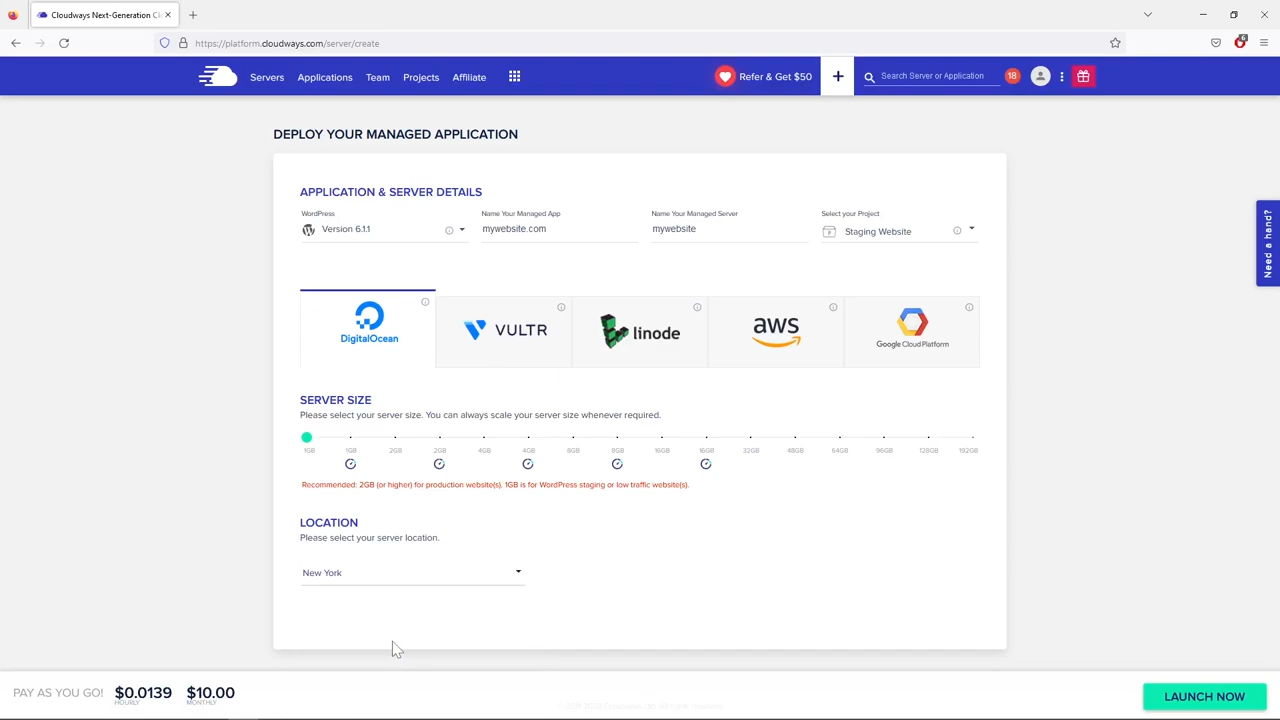 Cloudways Next-Generation Cl
https://platform.cloudways.com/server/create
6
Servers Applications Team Projects Affiliate Refer & Get $50 + Search Server or Application 18
DEPLOY YOUR MANAGED APPLICATION
APPLICATION & SERVER DETAILS
WordPress Name Your Managed App Name Your Managed Server Select your Project
Version 6.1.1 mywebsite.com mywebsite Staging Website
Need a hand?
DigitalOcean VULTR linode aws Google Cloud Platform
SERVER SIZE
Please select your server size. You can always scale your server size whenever required.
1GB 1GB 2GB 2GB 4GB 4GB 8GB 8GB 16GB 16GB 32GB 48GB 64GB 96GB 128GB 192GB
Recommended: 2GB (or higher) for production website(s). 1GB is for WordPress staging or low traffic website(s).
LOCATION
Please select your server location.
New York
PAY AS YOU GO! $0.0139 $10.00 LAUNCH NOW
HOURLY MONTHLY